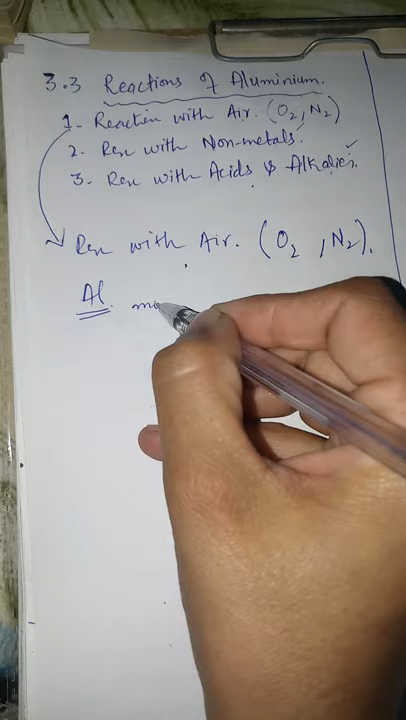 3.3 Reactions of Aluminium.
1. Reaction with Air. (O2, N2)
2. Rxn with Non-metals.
3. Rxn with Acids & Alkalies.
Rxn with Air. (O2, N2).
Al